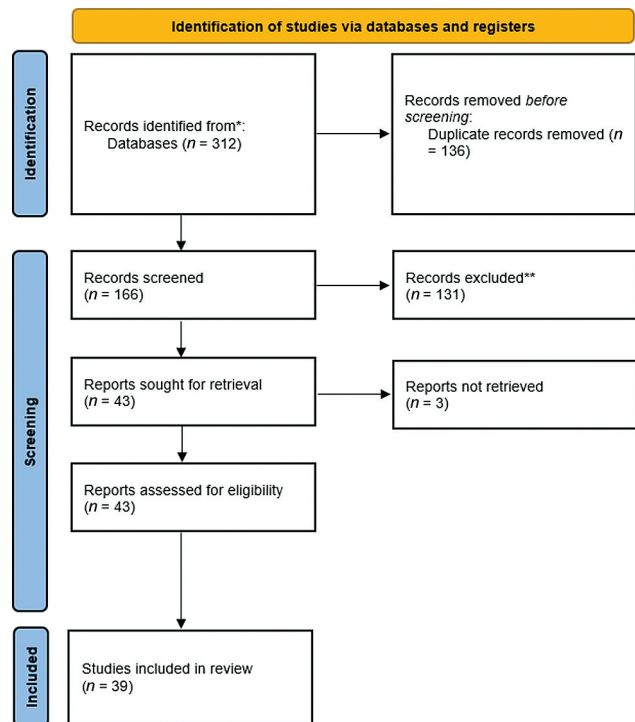 Identification of studies via databases and registers
Identification
Records identified from*:
Databases (n = 312)
Records removed before
screening:
Duplicate records removed (n
= 136)
Screening
Records screened
(n = 166)
Records excluded**
(n = 131)
Reports sought for retrieval
(n = 43)
Reports not retrieved
(n = 3)
Reports assessed for eligibility
(n = 43)
Included
Studies included in review
(n = 39)